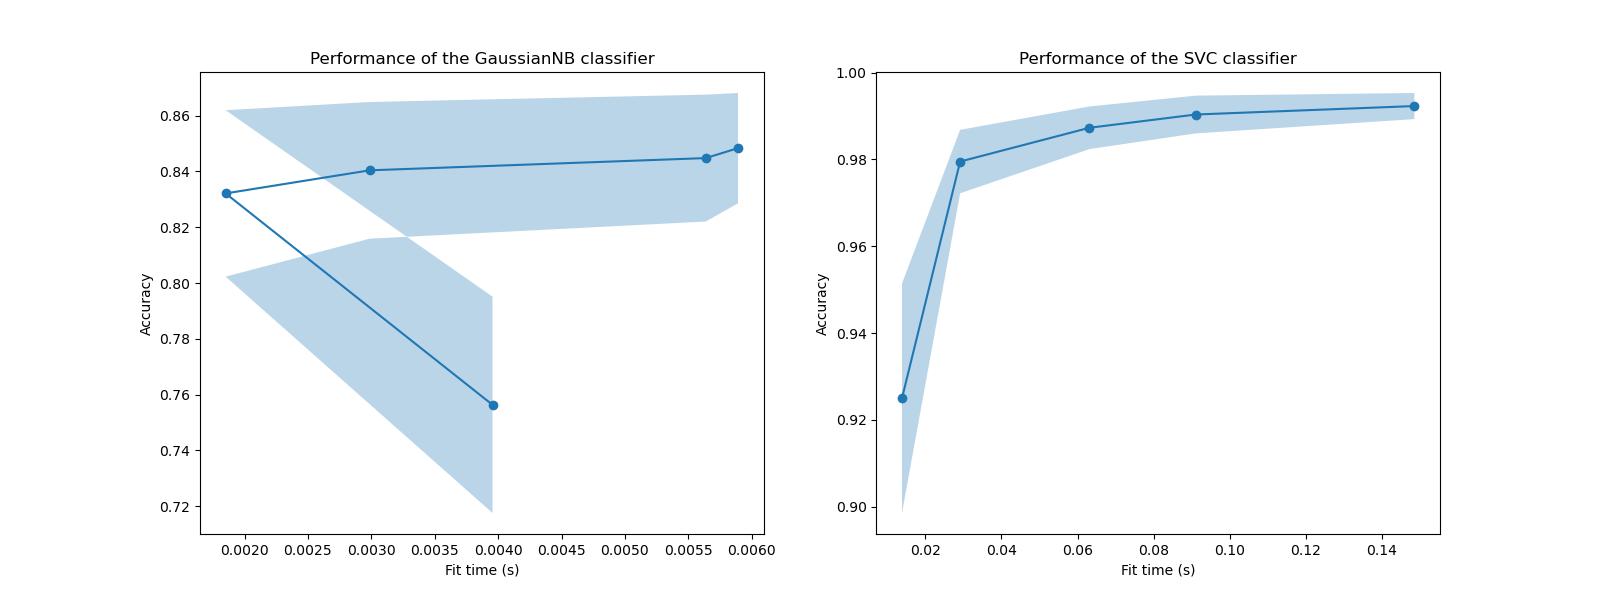 Performance of the GaussianNB classifier
Accuracy
0.86
0.84
0.82
0.80
0.78
0.76
0.74
0.72
0.0020 0.0025 0.0030 0.0035 0.0040 0.0045 0.0050 0.0055 0.0060
Fit time (s)
Performance of the SVC classifier
Accuracy
1.00
0.98
0.96
0.94
0.92
0.90
0.02 0.04 0.06 0.08 0.10 0.12 0.14
Fit time (s)